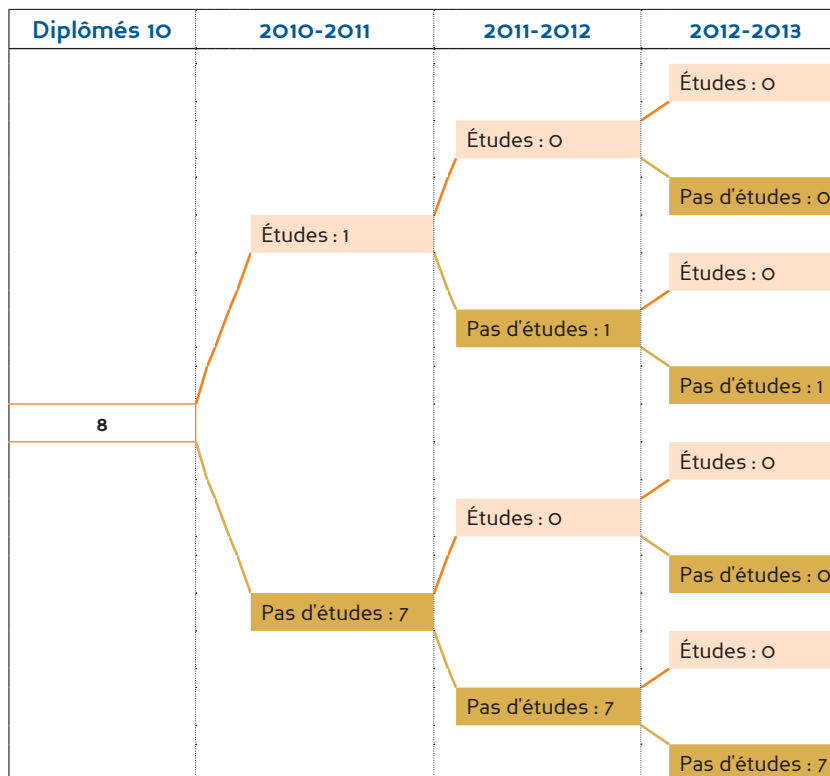 Diplômés 10 2010-2011 2011-2012 2012-2013
Études : 0
Études : 0
Pas d'études : 0
Études : 1
Études : 0
Pas d'études : 1
Pas d'études : 1
8
Études : 0
Études : 0
Pas d'études : 0
Pas d'études : 7
Études : 0
Pas d'études : 7
Pas d'études : 7